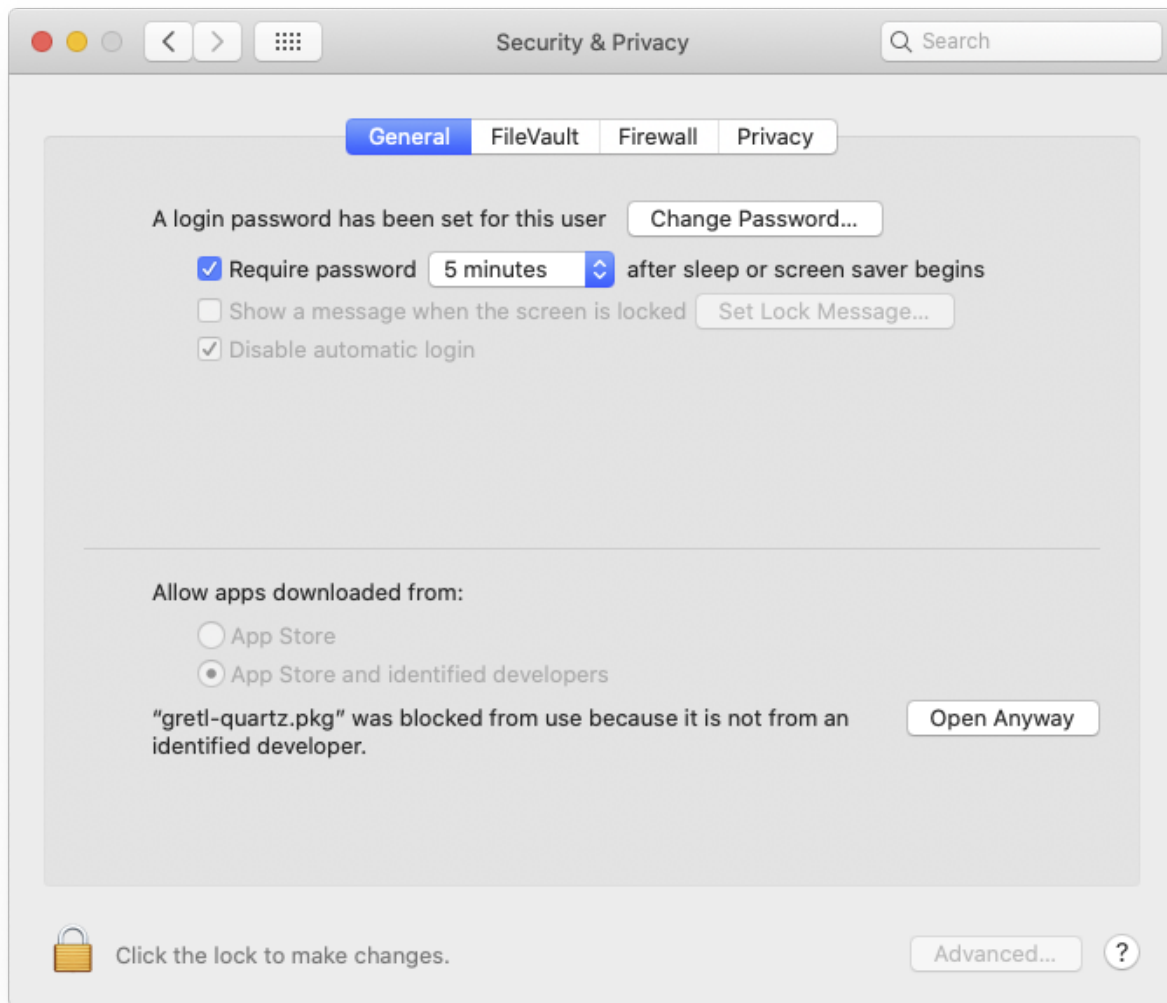 Security & Privacy
Search
General FileVault Firewall Privacy
A login password has been set for this user Change Password...
Require password 5 minutes after sleep or screen saver begins
Show a message when the screen is locked Set Lock Message...
Disable automatic login
Allow apps downloaded from:
App Store
App Store and identified developers
“gretl-quartz.pkg” was blocked from use because it is not from an Open Anyway
identified developer.
Click the lock to make changes. Advanced... ?